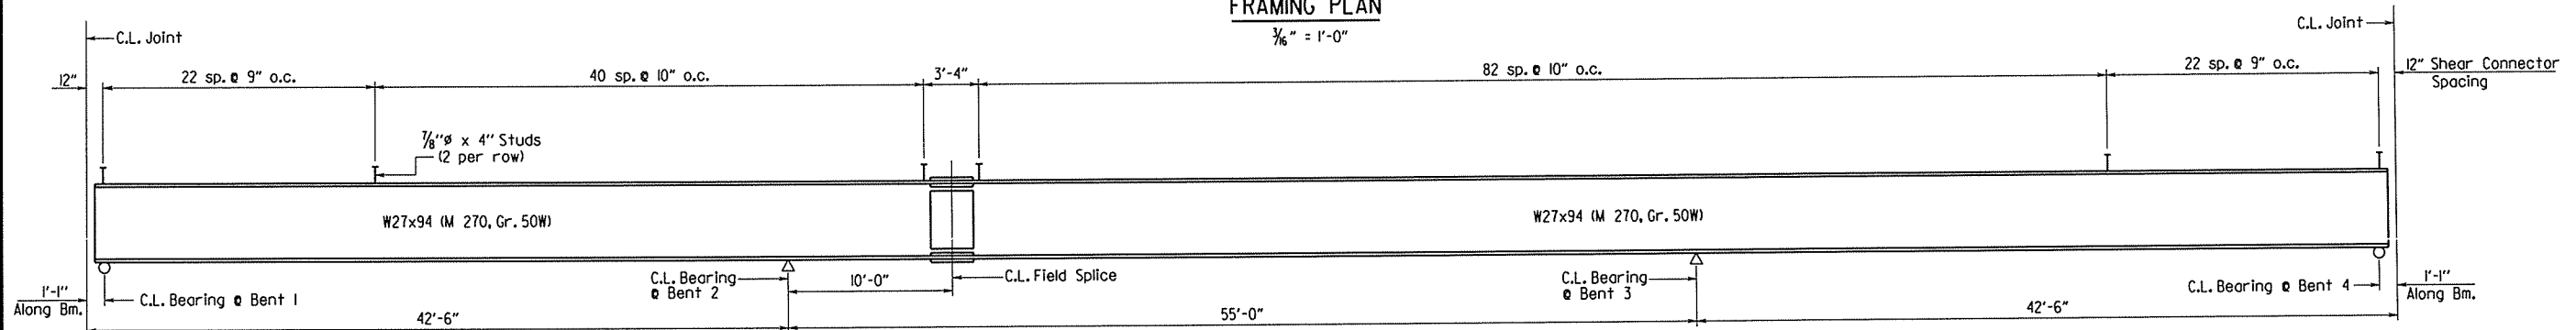 FRAMING PLAN
3/16" = 1'-0"
C.L. Joint
C.L. Joint
12"
22 sp. @ 9" o.c.
40 sp. @ 10" o.c.
3'-4"
82 sp. @ 10" o.c.
22 sp. @ 9" o.c.
12" Shear Connector
Spacing
7/8"ø x 4" Studs
(2 per row)
W27x94 (M 270, Gr. 50W)
W27x94 (M 270, Gr. 50W)
1'-1"
Along Bm.
C.L. Bearing @ Bent 1
C.L. Bearing
@ Bent 2
10'-0"
C.L. Field Splice
C.L. Bearing
@ Bent 3
C.L. Bearing @ Bent 4
1'-1"
Along Bm.
42'-6"
55'-0"
42'-6"